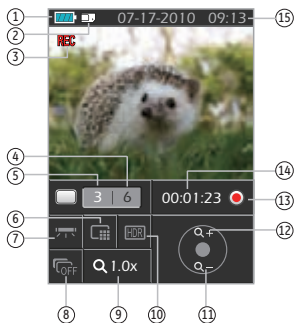 ① 07-17-2010 09:13 ⑮
②
REC
③
④
⑤ ⑭
3 | 6 00:01:23 ⑬
⑥
⑦ HDR ⑫
OFF 1.0x
⑧ ⑨ ⑩ ⑪